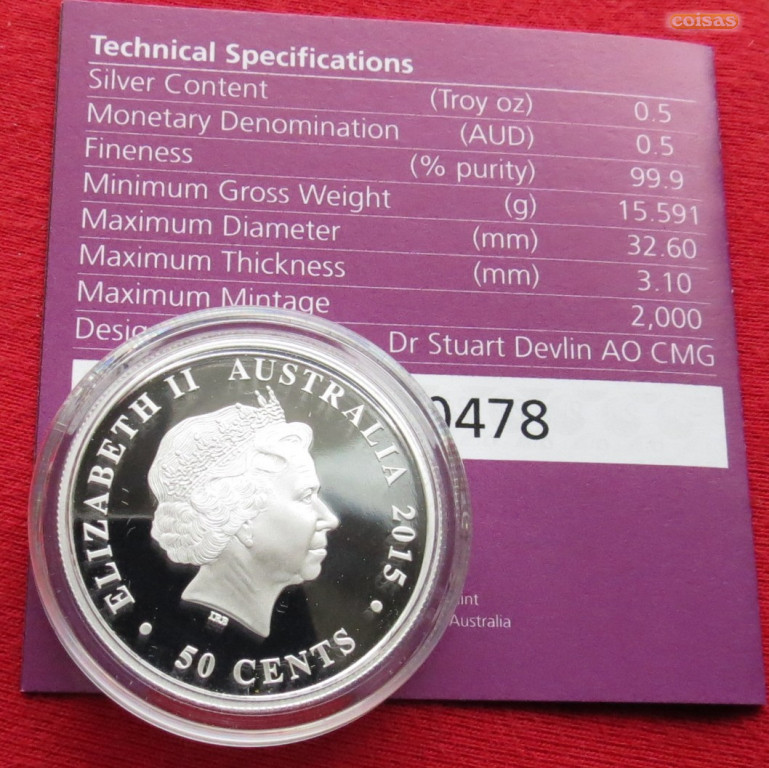 coisas
Technical Specifications
Silver Content (Troy oz) 0.5
Monetary Denomination (AUD) 0.5
Fineness (% purity) 99.9
Minimum Gross Weight (g) 15.591
Maximum Diameter (mm) 32.60
Maximum Thickness (mm) 3.10
Maximum Mintage 2,000
Dr Stuart Devlin AO CMG
0478
ELIZABETH II AUSTRALIA 2015
IRB
50 CENTS
Australia